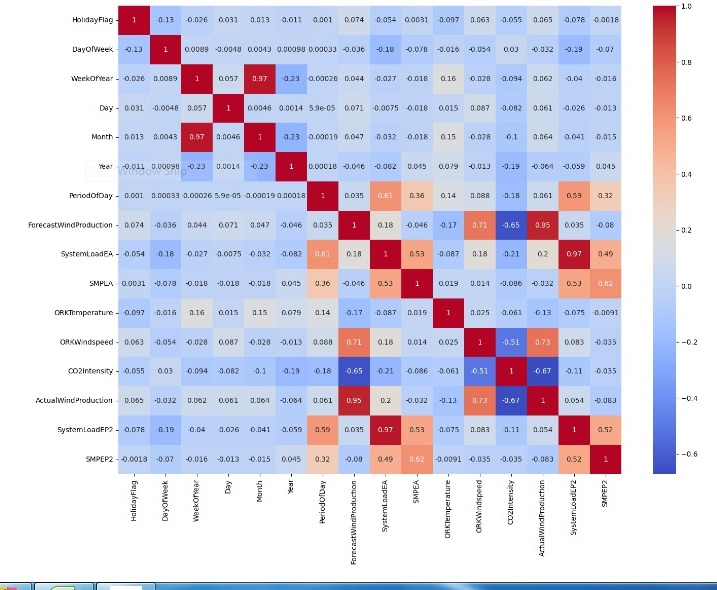 HolidayFlag 1 -0.13 -0.026 0.031 0.013 -0.011 0.001 0.074 -0.054 0.0031 -0.097 0.063 -0.055 0.065 -0.078 -0.0018
DayOfWeek -0.13 1 0.0089 -0.0048 0.0043 0.00098 0.00033 -0.036 -0.18 -0.078 -0.016 -0.054 0.03 -0.032 -0.19 -0.07
WeekOfYear -0.026 0.0089 1 0.057 0.97 -0.23 -0.00026 0.044 -0.027 -0.018 0.16 -0.028 -0.094 0.062 -0.04 -0.016
Day 0.031 -0.0048 0.057 1 0.0046 0.0014 5.9e-05 0.071 -0.0075 -0.018 0.015 0.087 -0.082 0.061 -0.026 -0.013
Month 0.013 0.0043 0.97 0.0046 1 -0.23 -0.00019 0.047 -0.032 -0.018 0.15 -0.028 -0.1 0.064 -0.041 -0.015
Year -0.011 0.00098 -0.23 0.0014 -0.23 1 0.00018 -0.046 -0.082 0.045 0.079 -0.013 -0.19 -0.064 -0.059 0.045
Window Snip
PeriodOfDay 0.001 0.00033 -0.00026 5.9e-05 -0.00019 0.00018 1 0.035 0.61 0.36 0.14 0.088 -0.18 0.061 0.59 0.32
ForecastWindProduction 0.074 -0.036 0.044 0.071 0.047 -0.046 0.035 1 0.18 -0.046 -0.17 0.71 -0.65 0.95 0.035 -0.08
SystemLoadEA -0.054 -0.18 -0.027 -0.0075 -0.032 -0.082 0.61 0.18 1 0.53 -0.087 0.18 -0.21 0.2 0.97 0.49
SMPEA 0.0031 -0.078 -0.018 -0.018 -0.018 0.045 0.36 -0.046 0.53 1 0.019 0.014 -0.086 -0.032 0.53 0.62
ORKTemperature -0.097 -0.016 0.16 0.015 0.15 0.079 0.14 -0.17 -0.087 0.019 1 0.025 -0.061 -0.13 -0.075 -0.0091
ORKWindspeed 0.063 -0.054 -0.028 0.087 -0.028 -0.013 0.088 0.71 0.18 0.014 0.025 1 -0.51 0.73 0.083 -0.035
CO2Intensity -0.055 0.03 -0.094 -0.082 -0.1 -0.19 -0.18 -0.65 -0.21 -0.086 -0.061 -0.51 1 -0.67 -0.11 -0.035
ActualWindProduction 0.065 -0.032 0.062 0.061 0.064 -0.064 0.061 0.95 0.2 -0.032 -0.13 0.73 -0.67 1 0.054 -0.083
SystemLoadEP2 -0.078 -0.19 -0.04 -0.026 -0.041 -0.059 0.59 0.035 0.97 0.53 -0.075 0.083 -0.11 0.054 1 0.52
SMPEP2 -0.0018 -0.07 -0.016 -0.013 -0.015 0.045 0.32 -0.08 0.49 0.62 -0.0091 -0.035 -0.035 -0.083 0.52 1
HolidayFlag DayOfWeek WeekOfYear Day Month Year PeriodOfDay ForecastWindProduction SystemLoadEA SMPEA ORKTemperature ORKWindspeed CO2Intensity ActualWindProduction SystemLoadEP2 SMPEP2
1.0
0.8
0.6
0.4
0.2
0.0
−0.2
−0.4
−0.6